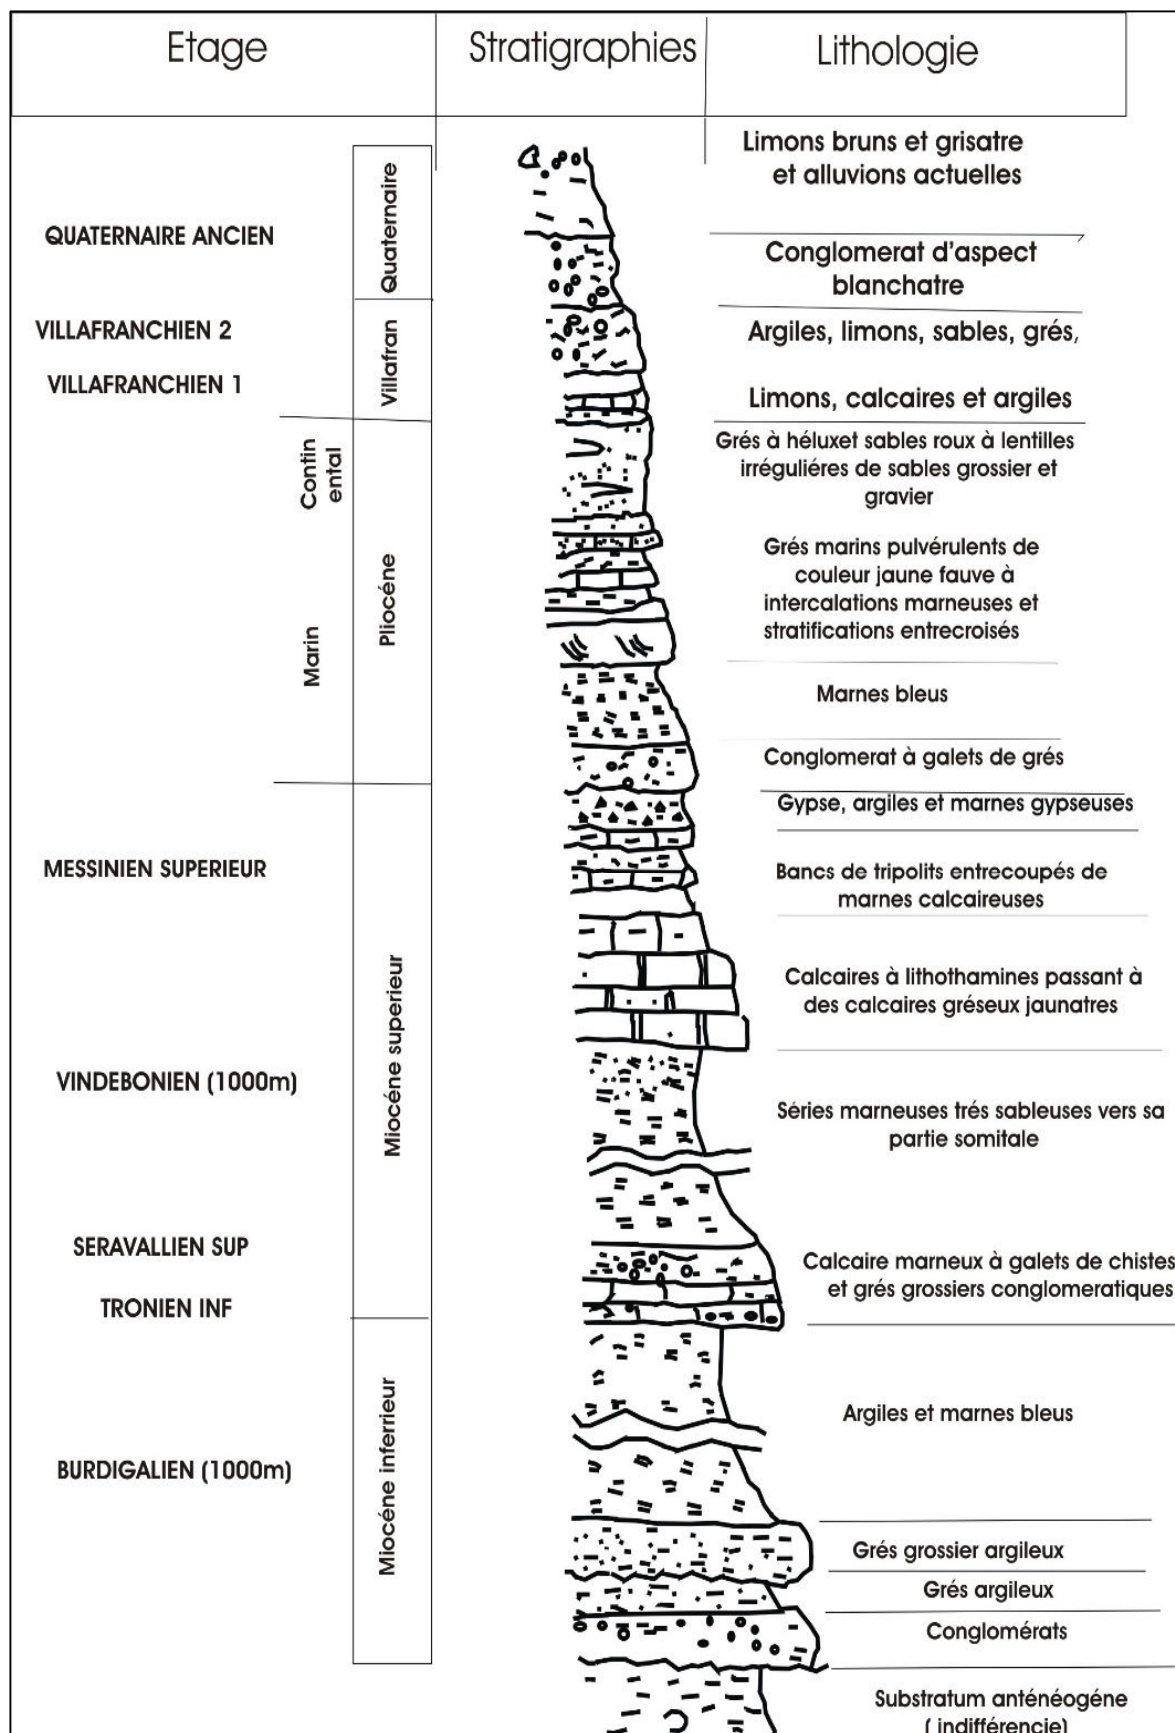 Etage
Stratigraphies
Lithologie
Limons bruns et grisatre
et alluvions actuelles
Quaternaire
QUATERNAIRE ANCIEN
Conglomerat d'aspect
blanchatre
VILLAFRANCHIEN 2
Villafran
Argiles, limons, sables, grés,
VILLAFRANCHIEN 1
Limons, calcaires et argiles
Contin
ental
Grés à héluxet sables roux à lentilles
irréguliéres de sables grossier et
gravier
Pliocéne
Marin
Grés marins pulvérulents de
couleur jaune fauve à
intercalations marneuses et
stratifications entrecroisés
Marnes bleus
Conglomerat à galets de grés
Gypse, argiles et marnes gypseuses
MESSINIEN SUPERIEUR
Bancs de tripolits entrecoupés de
marnes calcaireuses
Miocéne superieur
Calcaires à lithothamines passant à
des calcaires gréseux jaunatres
VINDEBONIEN (1000m)
Séries marneuses trés sableuses vers sa
partie somitale
SERAVALLIEN SUP
Calcaire marneux à galets de chistes
et grés grossiers conglomeratiques
TRONIEN INF
Miocéne inferrieur
Argiles et marnes bleus
BURDIGALIEN (1000m)
Grés grossier argileux
Grés argileux
Conglomérats
Substratum anténéogéne
( indifférencie)